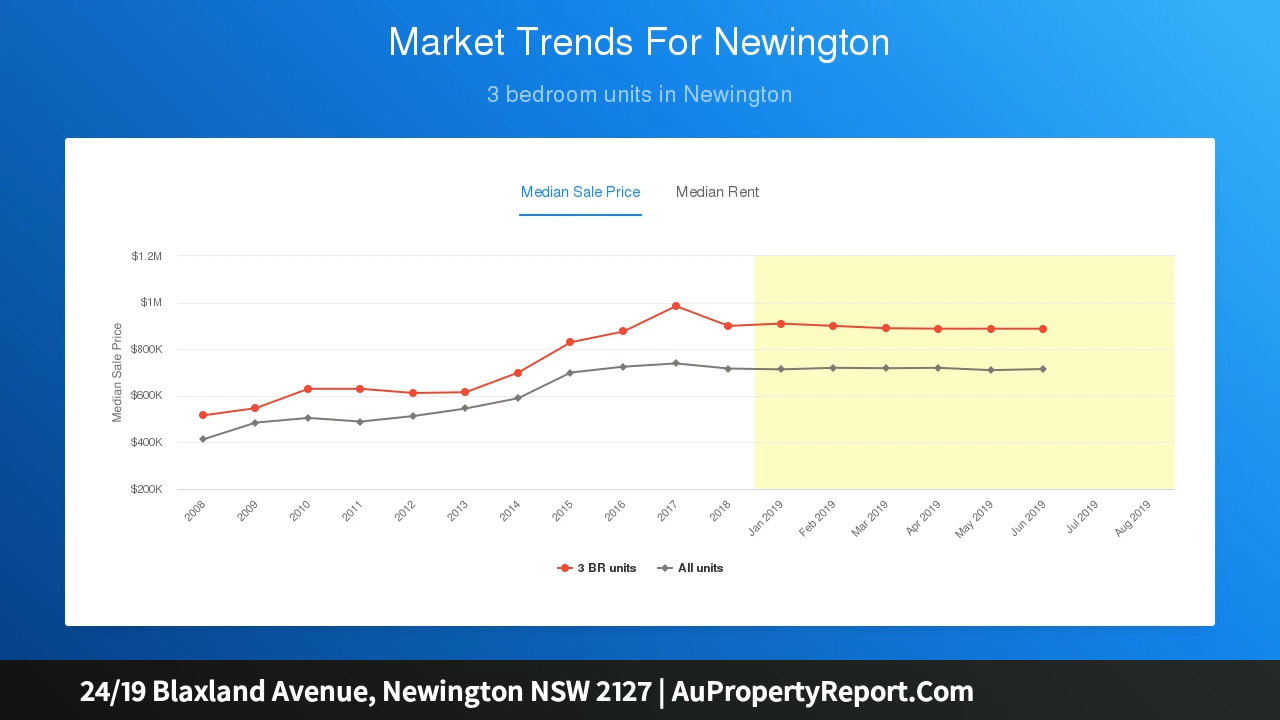 Market Trends For Newington
3 bedroom units in Newington
Median Sale Price Median Rent
Median Sale Price
$1.2M
$1M
$800K
$600K
$400K
$200K
2008 2009 2010 2011 2012 2013 2014 2015 2016 2017 2018 Jan 2019 Feb 2019 Mar 2019 Apr 2019 May 2019 Jun 2019 Jul 2019 Aug 2019
3 BR units All units
24/19 Blaxland Avenue, Newington NSW 2127 | AuPropertyReport.Com